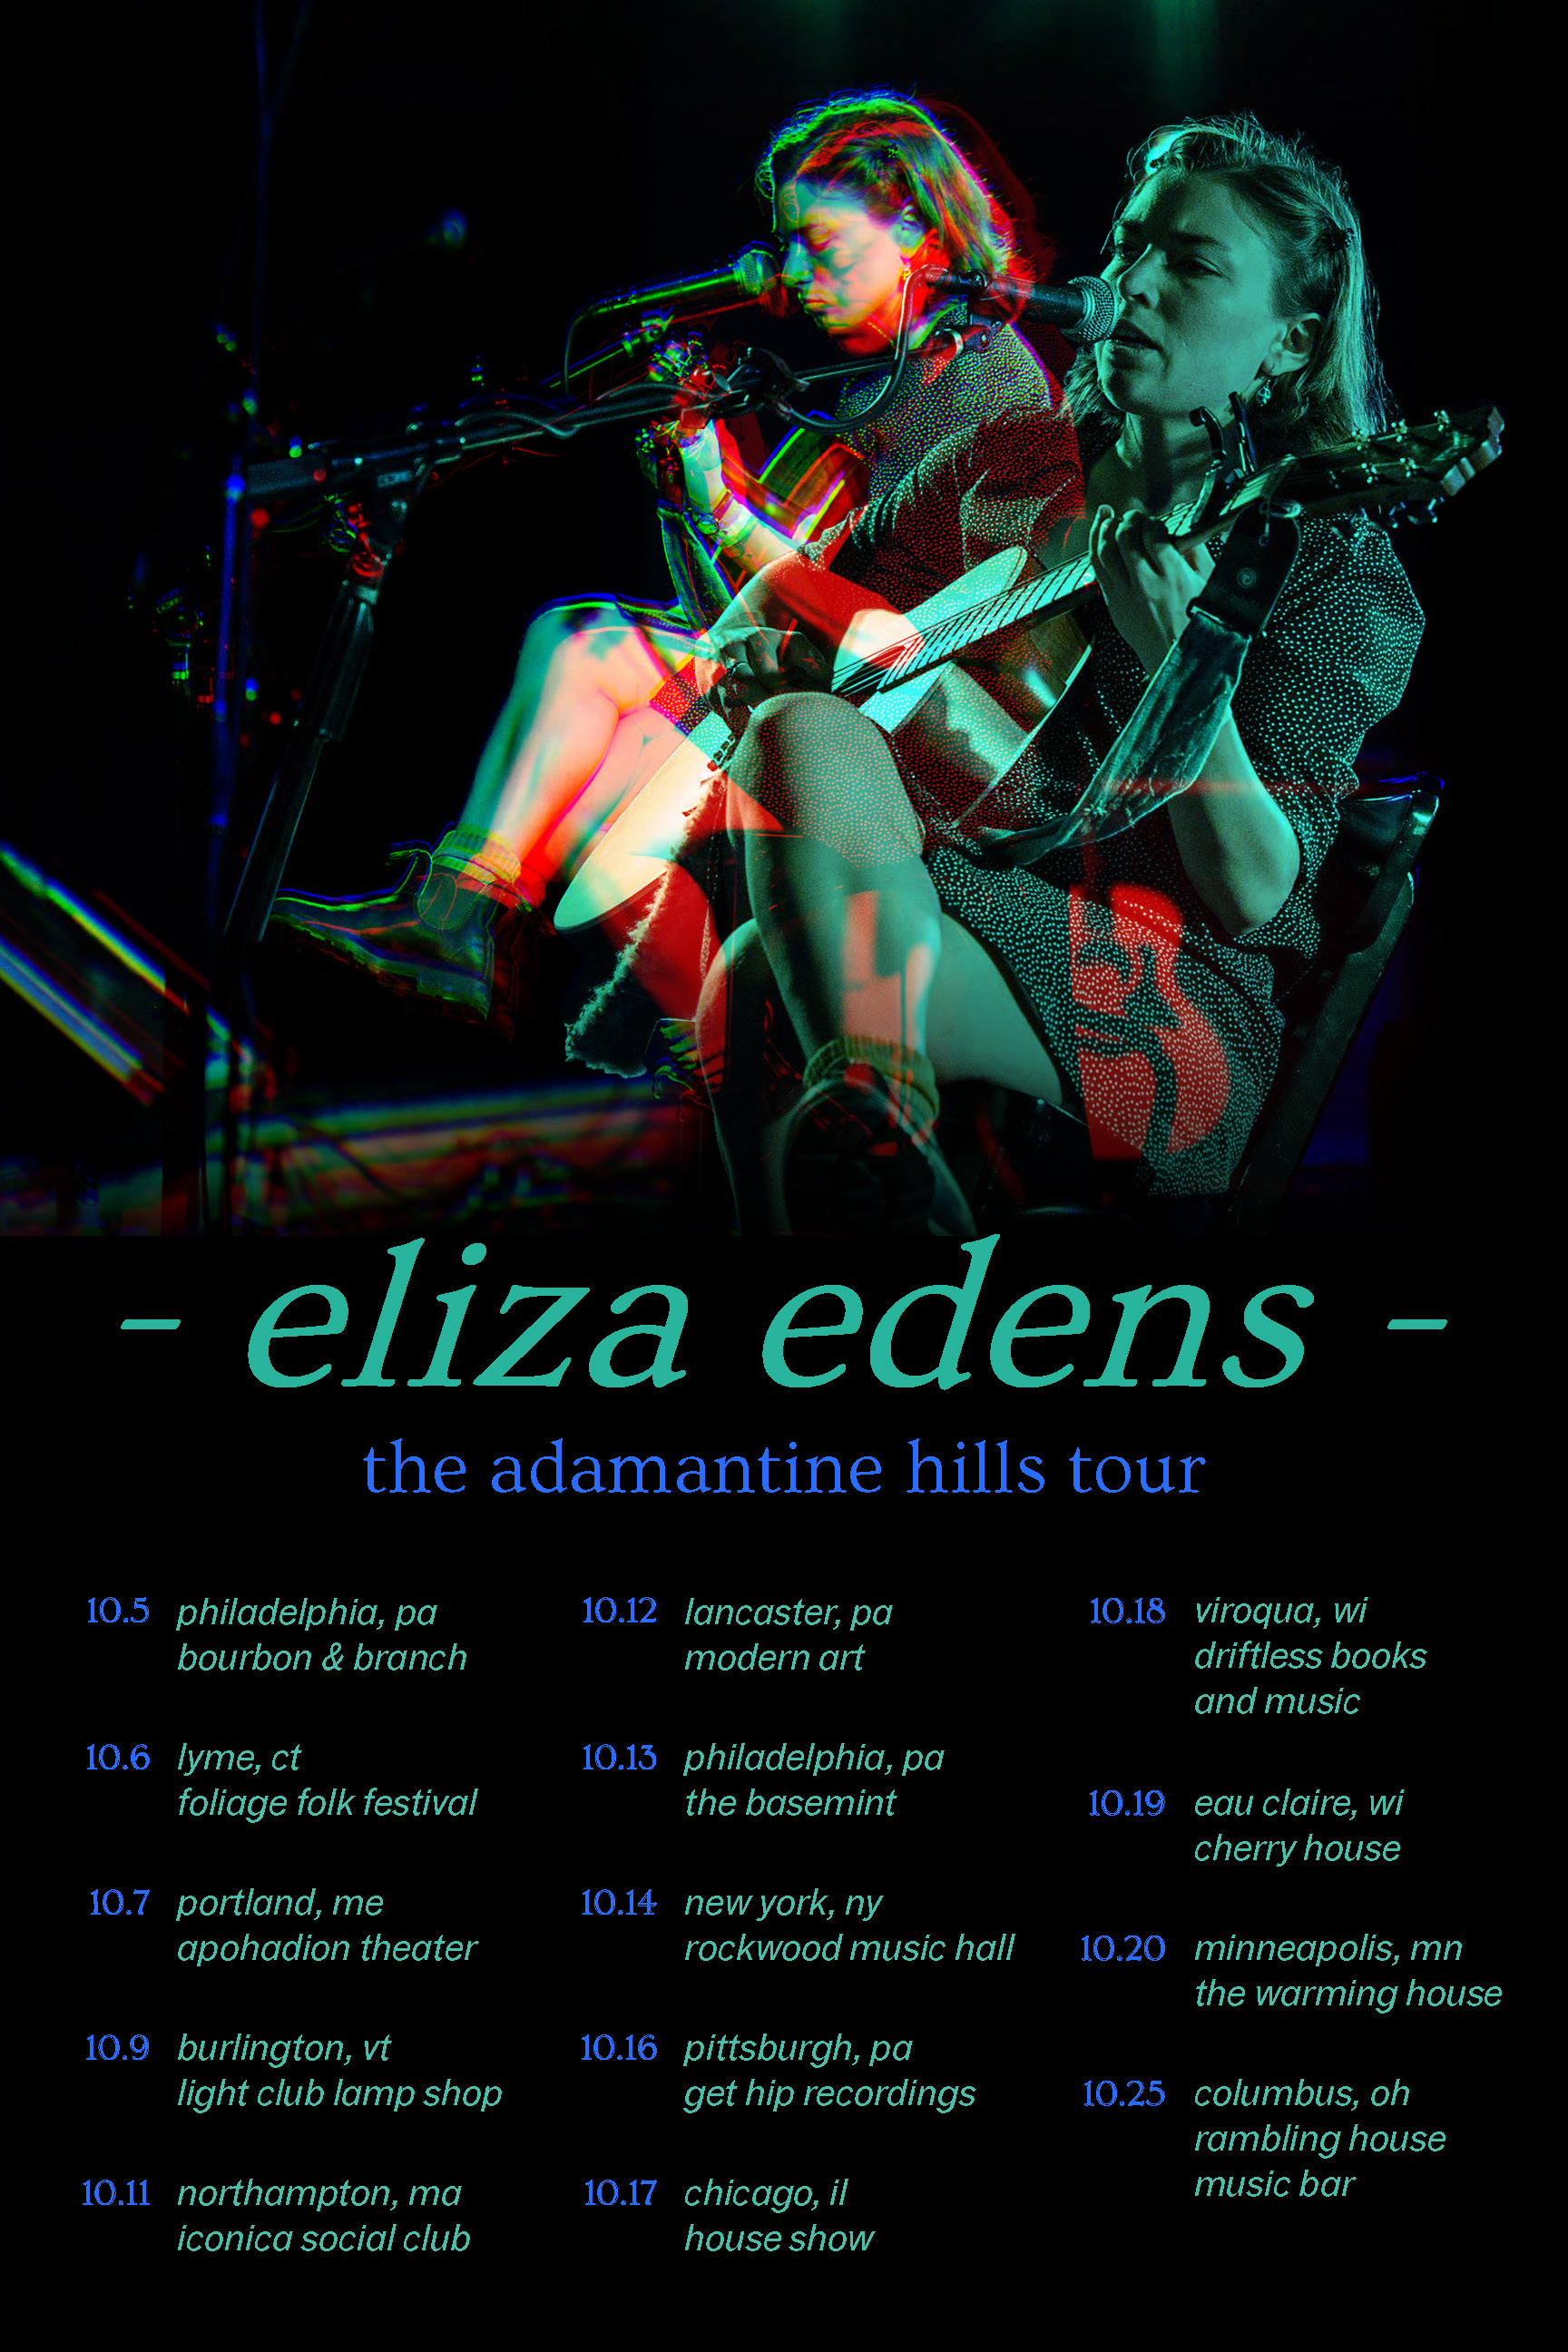 - eliza edens -
the adamantine hills tour
10.5 philadelphia, pa
bourbon & branch
10.6 lyme, ct
foliage folk festival
10.7 portland, me
apohadion theater
10.9 burlington, vt
light club lamp shop
10.11 northampton, ma
iconica social club
10.12 lancaster, pa
modern art
10.13 philadelphia, pa
the basemint
10.14 new york, ny
rockwood music hall
10.16 pittsburgh, pa
get hip recordings
10.17 chicago, il
house show
10.18 viroqua, wi
driftless books
and music
10.19 eau claire, wi
cherry house
10.20 minneapolis, mn
the warming house
10.25 columbus, oh
rambling house
music bar